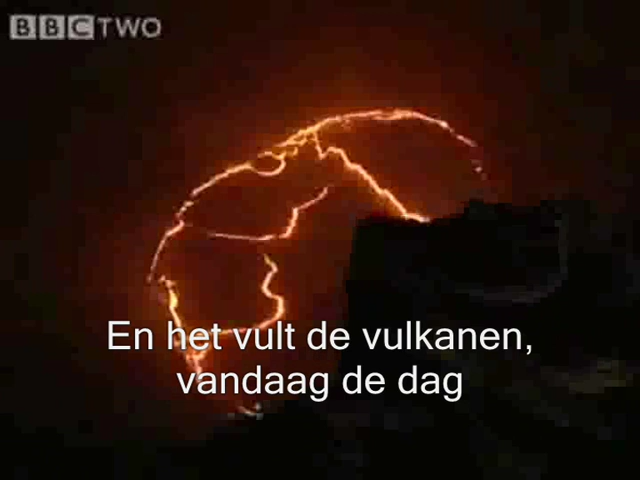 BBC TWO
En het vult de vulkanen,
vandaag de dag